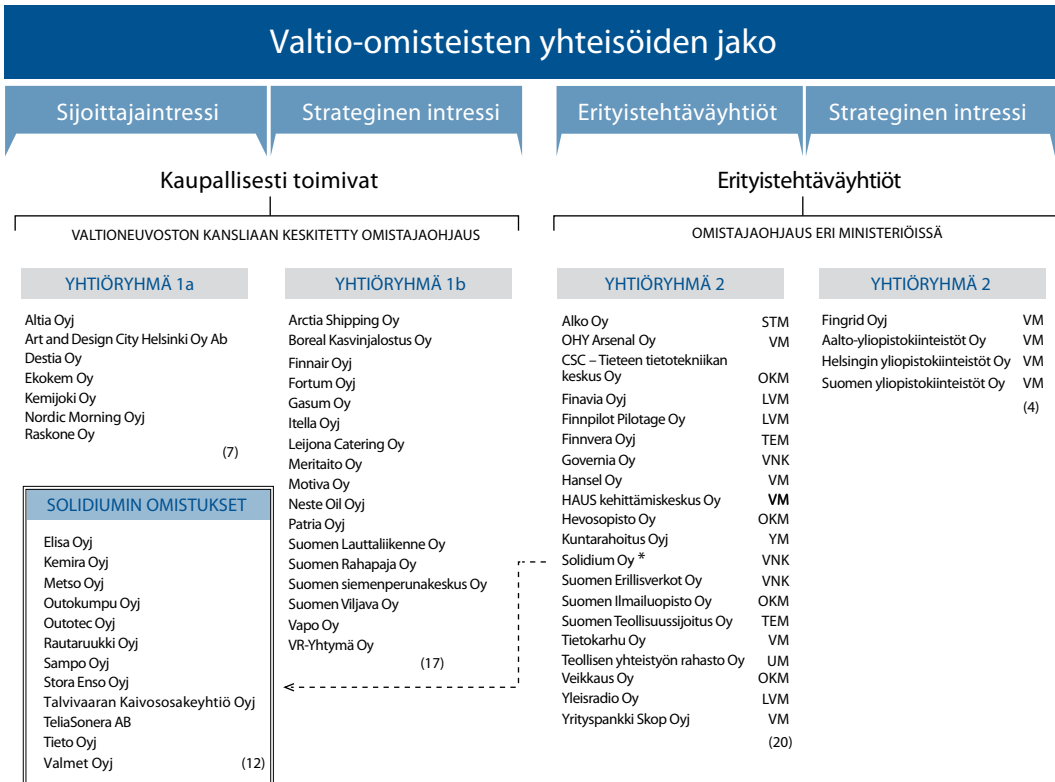 Valtio-omisteisten yhteisöiden jako
Sijoittajaintressi
Strateginen intressi
Erityistehtäväyhtiöt
Strateginen intressi
Kaupallisesti toimivat
VALTIONEUVOSTON KANSLIAAN KESKITETTY OMISTAJAOHJAUS
Erityistehtäväyhtiöt
OMISTAJAOHJAUS ERI MINISTERIÖISSÄ
YHTIÖRYHMÄ 1a
Altia Oyj
Art and Design City Helsinki Oy Ab
Destia Oy
Ekokem Oy
Kemijoki Oy
Nordic Morning Oyj
Raskone Oy
(7)
SOLIDIUMIN OMISTUKSET
Elisa Oyj
Kemira Oyj
Metso Oyj
Outokumpu Oyj
Outotec Oyj
Rautaruukki Oyj
Sampo Oyj
Stora Enso Oyj
Talvivaaran Kaivososakeyhtiö Oyj
TeliaSonera AB
Tieto Oyj
Valmet Oyj (12)
YHTIÖRYHMÄ 1b
Arctia Shipping Oy
Boreal Kasvinjalostus Oy
Finnair Oyj
Fortum Oyj
Gasum Oy
Itella Oyj
Leijona Catering Oy
Meritaito Oy
Motiva Oy
Neste Oil Oyj
Patria Oyj
Suomen Lauttaliikenne Oy
Suomen Rahapaja Oy
Suomen siemenperunakeskus Oy
Suomen Viljava Oy
Vapo Oy
VR-Yhtymä Oy
(17)
YHTIÖRYHMÄ 2
Alko Oy STM
OHY Arsenal Oy VM
CSC – Tieteen tietotekniikan
keskus Oy OKM
Finavia Oyj LVM
Finnpilot Pilotage Oy LVM
Finnvera Oyj TEM
Governia Oy VNK
Hansel Oy VM
HAUS kehittämiskeskus Oy VM
Hevosopisto Oy OKM
Kuntarahoitus Oyj YM
Solidium Oy * VNK
Suomen Erillisverkot Oy VNK
Suomen Ilmailuopisto Oy OKM
Suomen Teollisuussijoitus Oy TEM
Tietokarhu Oy VM
Teollisen yhteistyön rahasto Oy UM
Veikkaus Oy OKM
Yleisradio Oy LVM
Yrityspankki Skop Oyj VM
(20)
YHTIÖRYHMÄ 2
Fingrid Oyj VM
Aalto-yliopistokiinteistöt Oy VM
Helsingin yliopistokiinteistöt Oy VM
Suomen yliopistokiinteistöt Oy VM
(4)